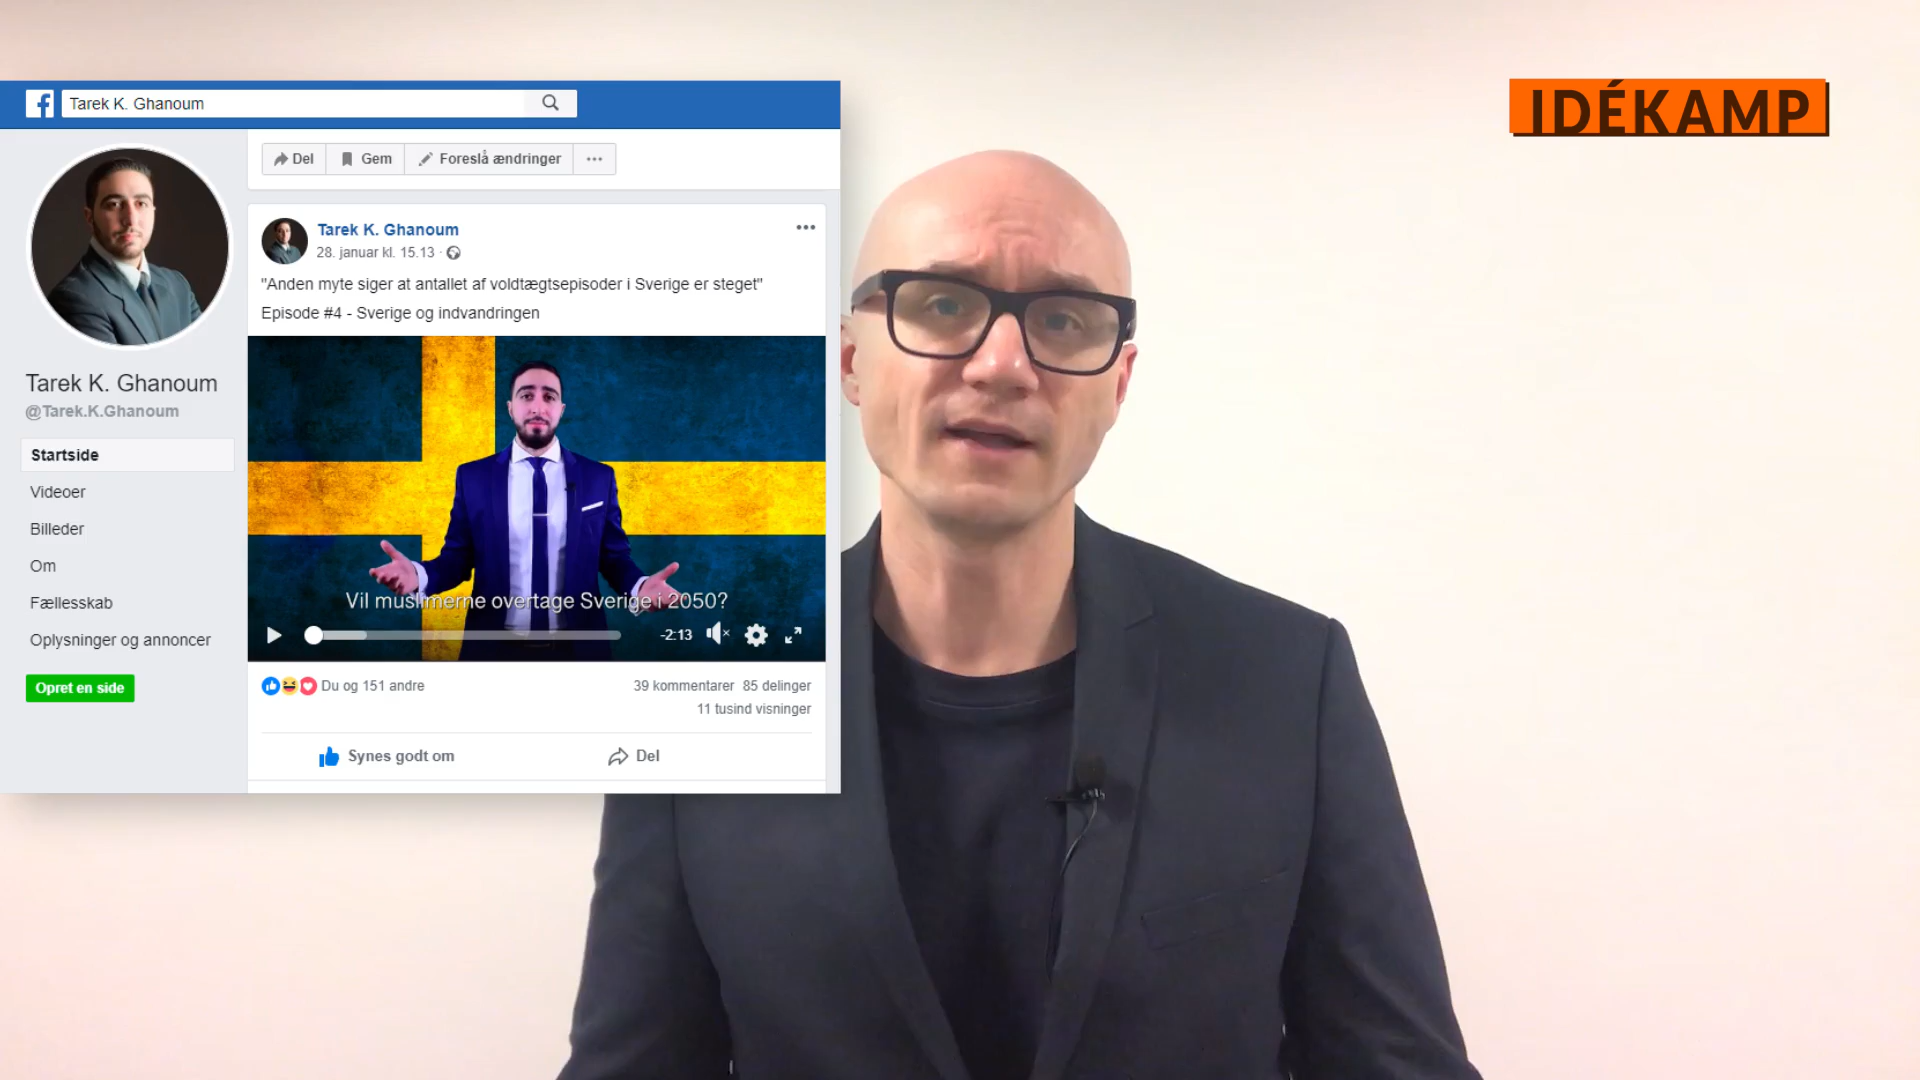 IDÉKAMP
Tarek K. Ghanoum
Del Gem Foreslå ændringer
Tarek K. Ghanoum
28. januar kl. 15.13 ·
"Anden myte siger at antallet af voldtægtsepisoder i Sverige er steget"
Episode #4 - Sverige og indvandringen
Vil muslimerne overtage Sverige i 2050?
-2:13
Du og 151 andre
39 kommentarer 85 delinger
11 tusind visninger
Synes godt om Del
Tarek K. Ghanoum
@Tarek.K.Ghanoum
Startside
Videoer
Billeder
Om
Fællesskab
Oplysninger og annoncer
Opret en side